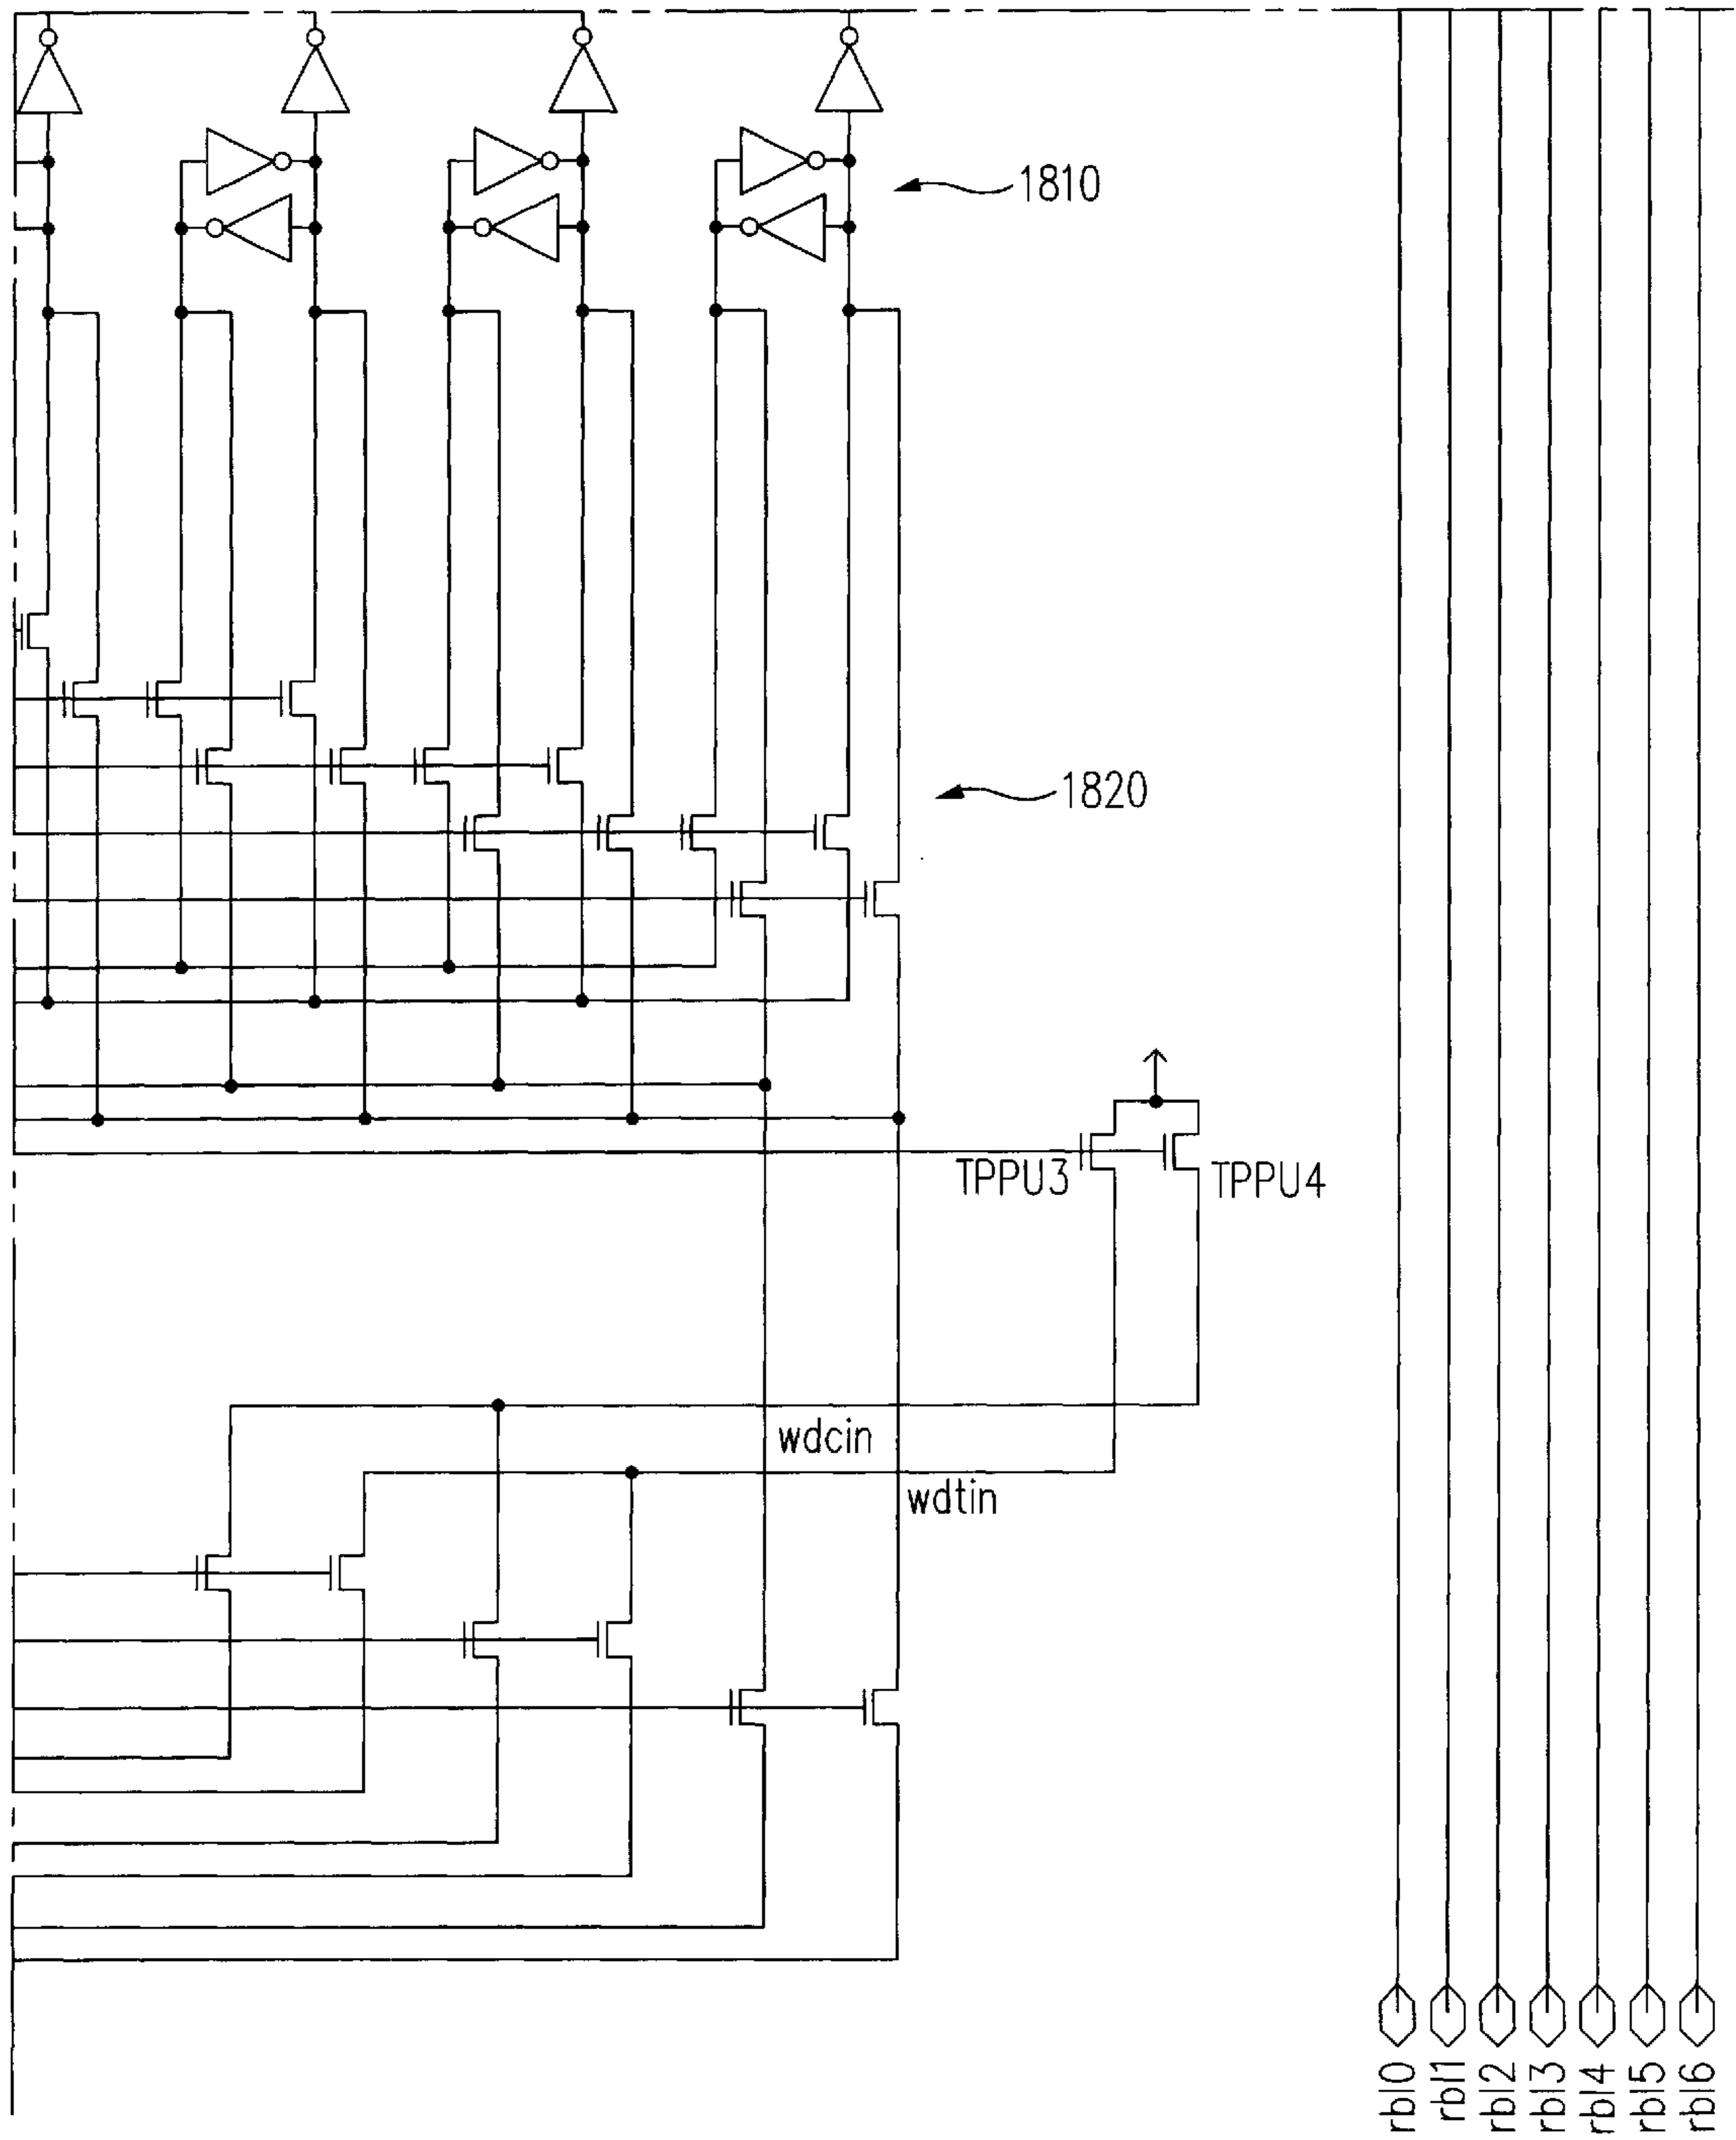 1810
1820
TPPU3
TPPU4
wdcin
wdtin
rbl0
rbl1
rbl2
rbl3
rbl4
rbl5
rbl6